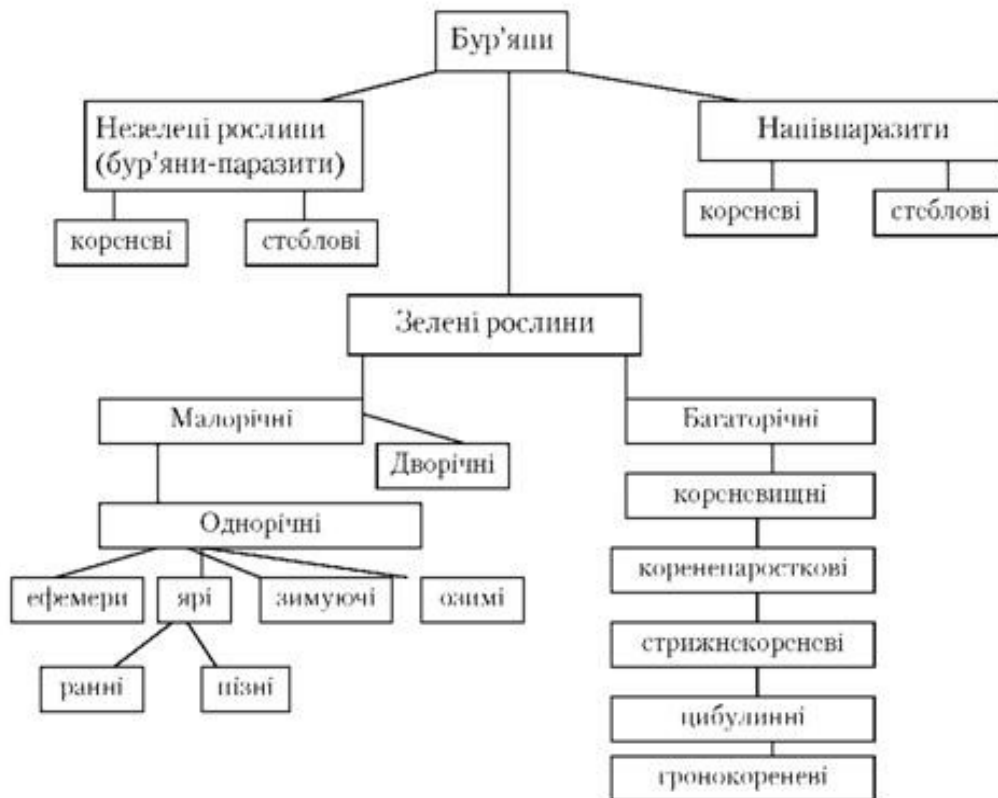 Бур’яни
Незелені рослини
(бур’яни-паразити)
Напівпаразити
кореневі
стеблові
кореневі
стеблові
Зелені рослини
Малорічні
Багаторічні
Дворічні
кореневищні
Однорічні
коренепаросткові
ефемери
ярі
зимуючі
озимі
стрижнекореневі
ранні
пізні
цибулинні
гронокореневі